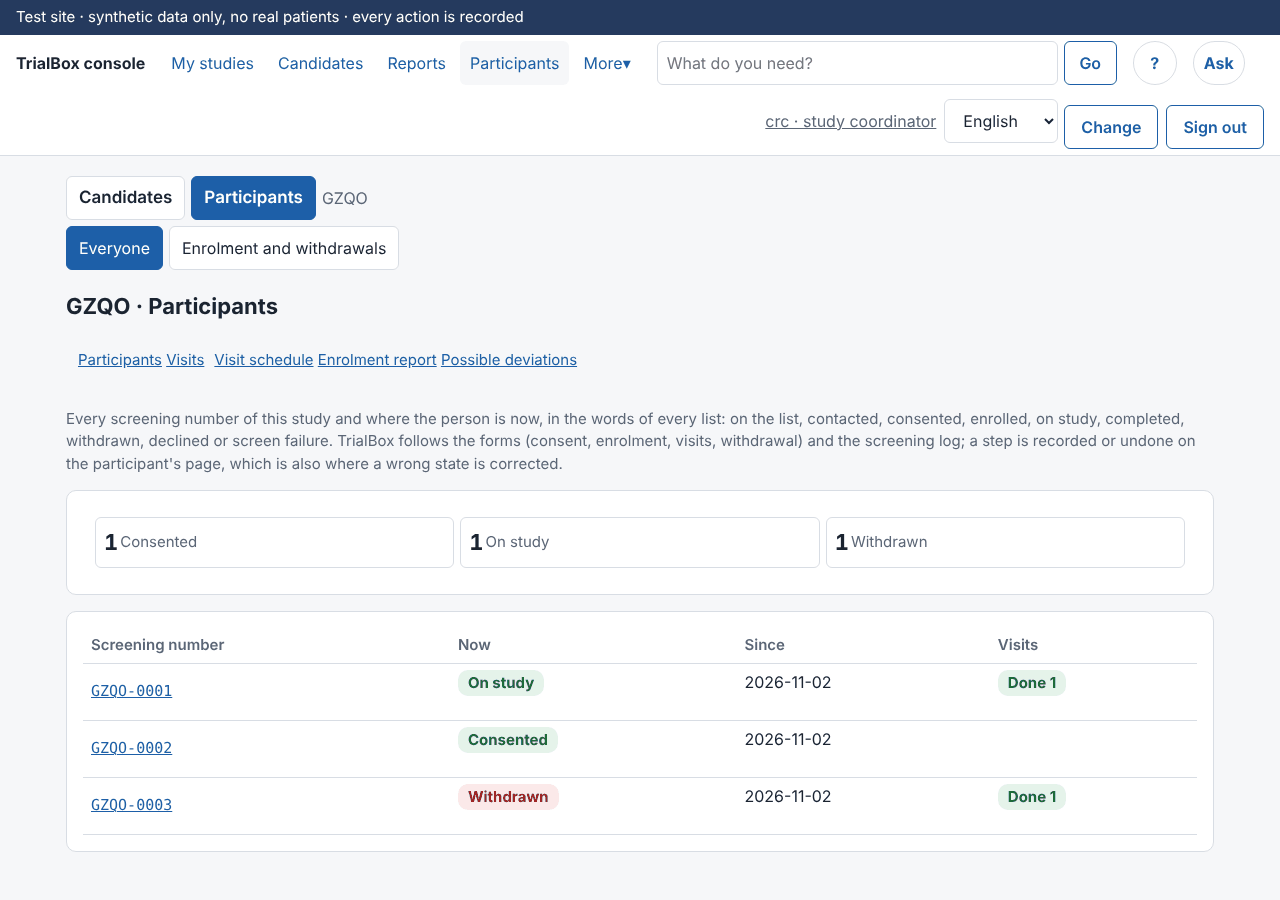 Test site · synthetic data only, no real patients · every action is recorded
TrialBox console My studies Candidates Reports Participants More▾ What do you need? Go ? Ask
crc · study coordinator English Change Sign out
Candidates Participants GZQO
Everyone Enrolment and withdrawals
GZQO · Participants
Participants Visits Visit schedule Enrolment report Possible deviations
Every screening number of this study and where the person is now, in the words of every list: on the list, contacted, consented, enrolled, on study, completed,
withdrawn, declined or screen failure. TrialBox follows the forms (consent, enrolment, visits, withdrawal) and the screening log; a step is recorded or undone on
the participant's page, which is also where a wrong state is corrected.
1 Consented 1 On study 1 Withdrawn
Screening number Now Since Visits
GZQO-0001 On study 2026-11-02 Done 1
GZQO-0002 Consented 2026-11-02
GZQO-0003 Withdrawn 2026-11-02 Done 1